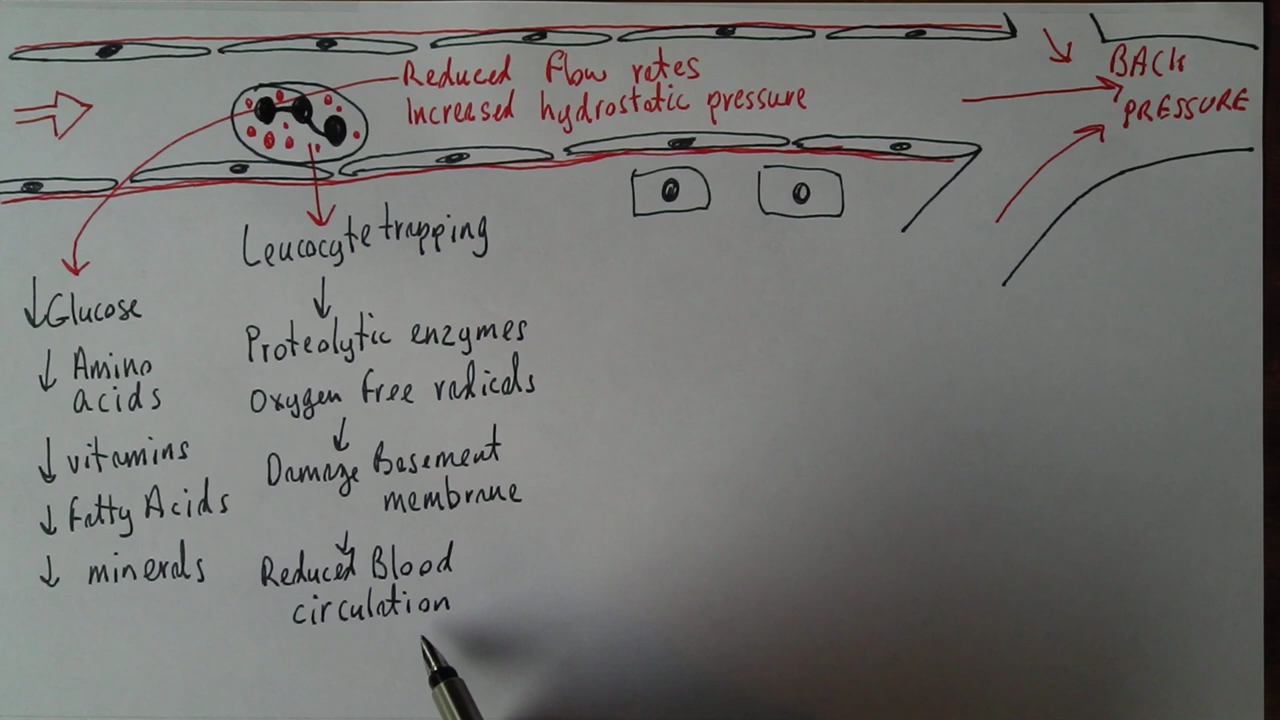 Reduced Flow rates
Increased hydrostatic pressure
BACK
PRESSURE
↓ Glucose
↓ Amino
acids
↓ vitamins
↓ Fatty Acids
↓ minerals
Leucocyte trapping
↓
Proteolytic enzymes
Oxygen free radicals
↓
Damage Basement
membrane
↓
Reduced Blood
circulation